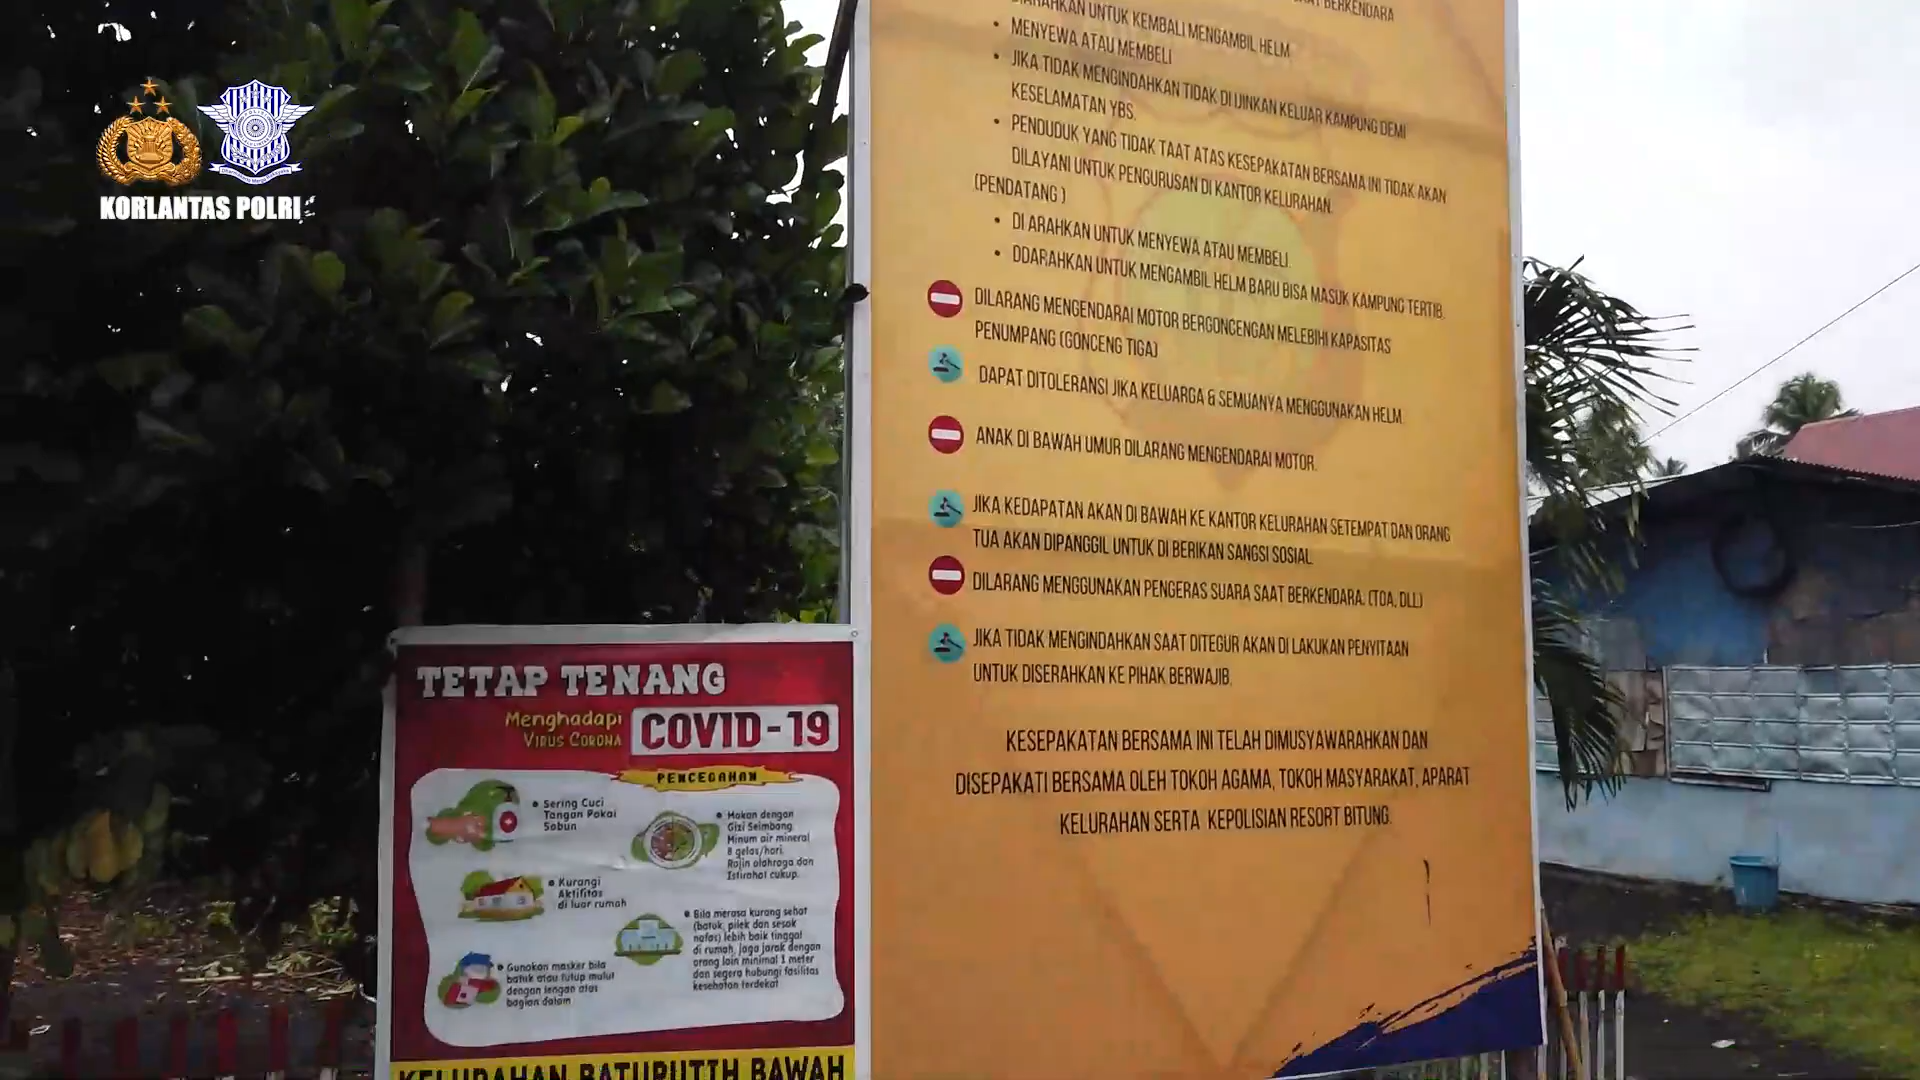 KORLANTAS POLRI
BERKENDARA
DIARAHKAN UNTUK KEMBALI MENGAMBIL HELM
• MENYEWA ATAU MEMBELI
• JIKA TIDAK MENGINDAHKAN TIDAK DI IJINKAN KELUAR KAMPUNG DEMI
KESELAMATAN YBS.
• PENDUDUK YANG TIDAK TAAT ATAS KESEPAKATAN BERSAMA INI TIDAK AKAN
DILAYANI UNTUK PENGURUSAN DI KANTOR KELURAHAN.
(PENDATANG )
• DI ARAHKAN UNTUK MENYEWA ATAU MEMBELI.
• DDARAHKAN UNTUK MENGAMBIL HELM BARU BISA MASUK KAMPUNG TERTIB.
DILARANG MENGENDARAI MOTOR BERGONCENGAN MELEBIHI KAPASITAS
PENUMPANG (GONCENG TIGA)
DAPAT DITOLERANSI JIKA KELUARGA & SEMUANYA MENGGUNAKAN HELM.
ANAK DI BAWAH UMUR DILARANG MENGENDARAI MOTOR.
JIKA KEDAPATAN AKAN DI BAWAH KE KANTOR KELURAHAN SETEMPAT DAN ORANG
TUA AKAN DIPANGGIL UNTUK DI BERIKAN SANGSI SOSIAL.
DILARANG MENGGUNAKAN PENGERAS SUARA SAAT BERKENDARA. (TOA, DLL)
JIKA TIDAK MENGINDAHKAN SAAT DITEGUR AKAN DI LAKUKAN PENYITAAN
UNTUK DISERAHKAN KE PIHAK BERWAJIB.
KESEPAKATAN BERSAMA INI TELAH DIMUSYAWARAHKAN DAN
DISEPAKATI BERSAMA OLEH TOKOH AGAMA, TOKOH MASYARAKAT, APARAT
KELURAHAN SERTA KEPOLISIAN RESORT BITUNG.
TETAP TENANG
Menghadapi
VIRUS CORONA
COVID-19
PENCEGAHAN
• Sering Cuci
Tangan Pakai
Sabun
• Makan dengan
Gizi Seimbang.
Minum air mineral
8 gelas/hari.
Rajin olahraga dan
Istirahat cukup.
• Kurangi
Aktifitas
di luar rumah
• Bila merasa kurang sehat
(batuk, pilek dan sesak
nafas) lebih baik tinggal
di rumah, jaga jarak dengan
orang lain minimal 1 meter
dan segera hubungi fasilitas
kesehatan terdekat
• Gunakan masker bila
batuk atau tutup mulut
dengan lengan atas
bagian dalam
KELURAHAN BATUPUTIH BAWAH